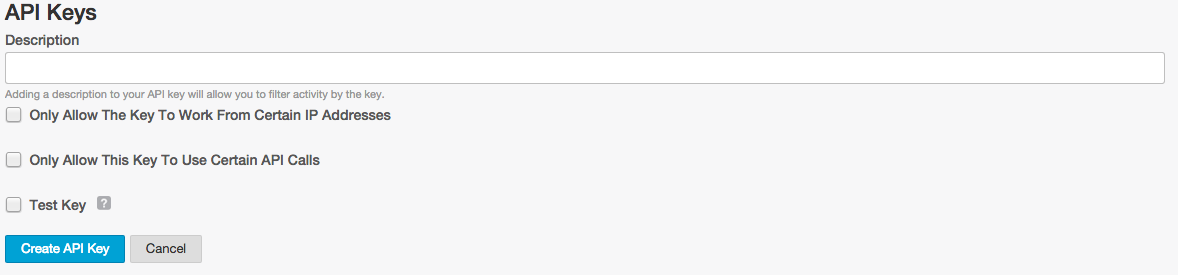 API Keys
Description
Adding a description to your API key will allow you to filter activity by the key.
Only Allow The Key To Work From Certain IP Addresses
Only Allow This Key To Use Certain API Calls
Test Key ?
Create API Key Cancel